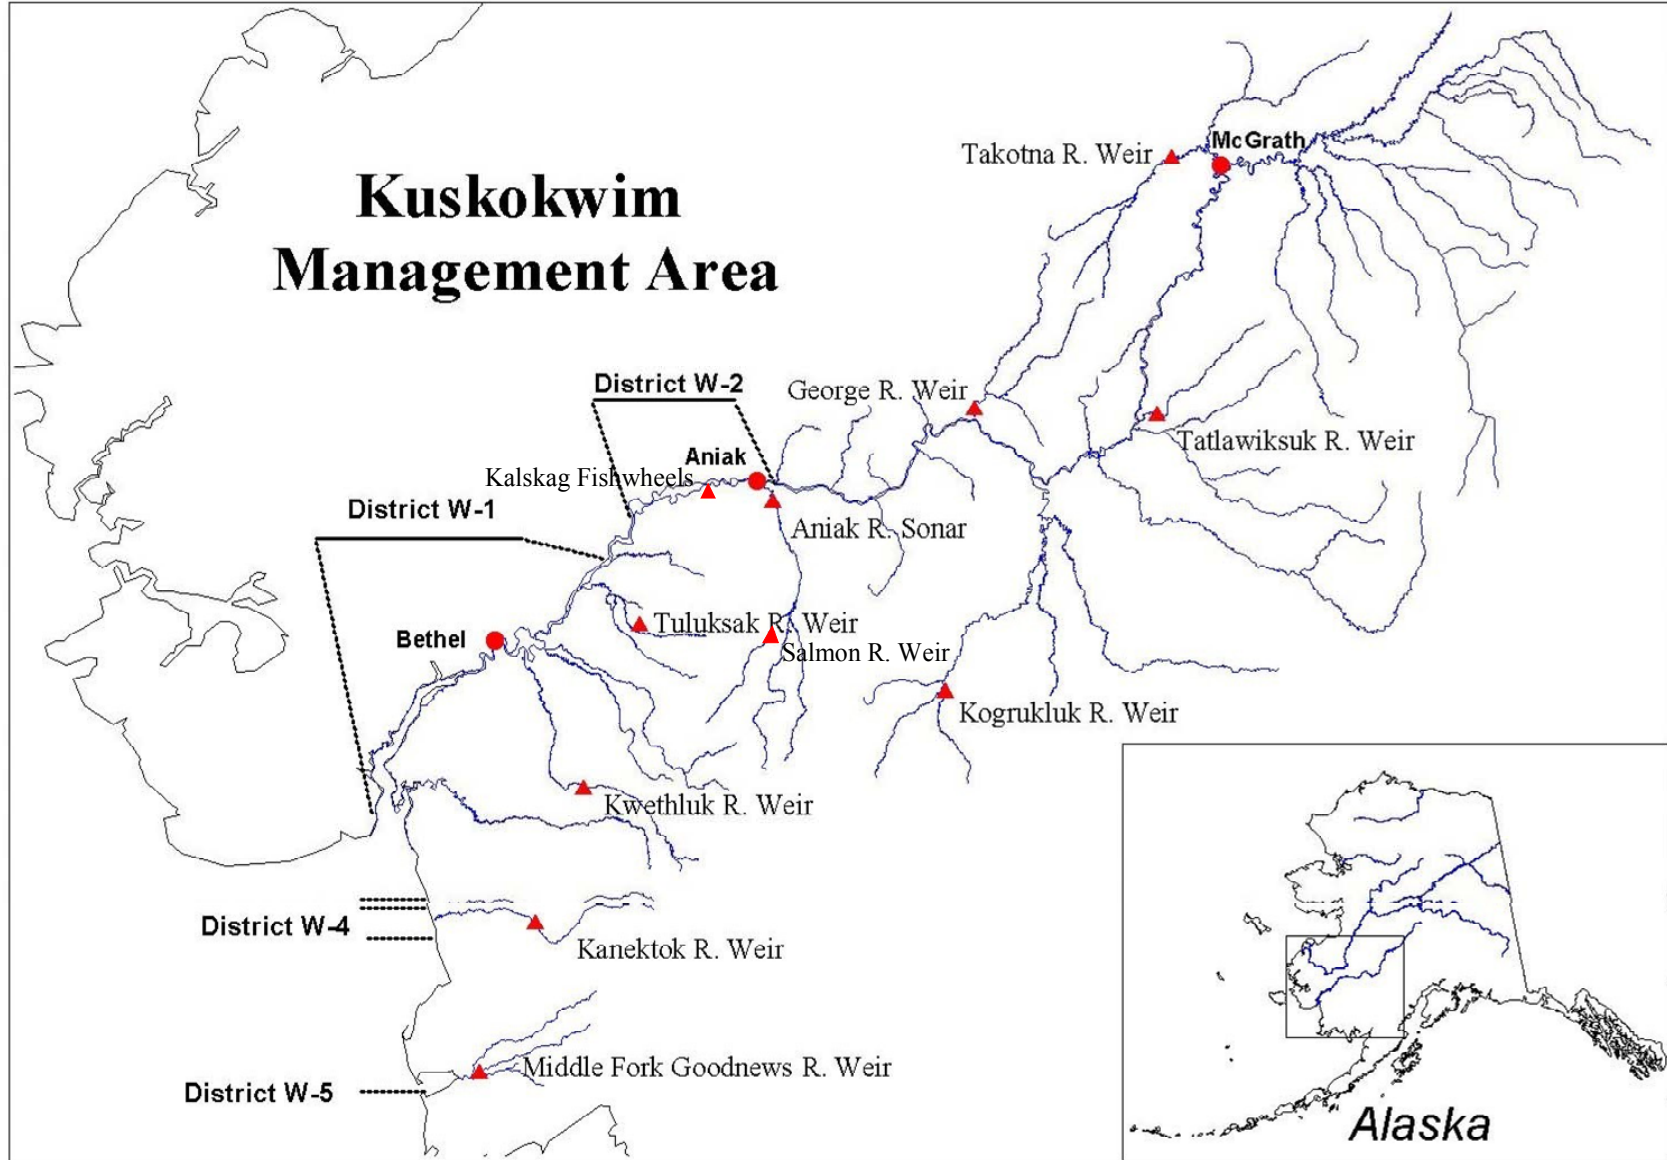 Kuskokwim
Management Area
McGrath
Takotna R. Weir
District W-2
George R. Weir
Tatlawiksuk R. Weir
Aniak
Kalskag Fishwheels
District W-1
Aniak R. Sonar
Tuluksak R. Weir
Bethel
Salmon R. Weir
Kogrukluk R. Weir
Kwethluk R. Weir
District W-4
Kanektok R. Weir
Middle Fork Goodnews R. Weir
District W-5
Alaska